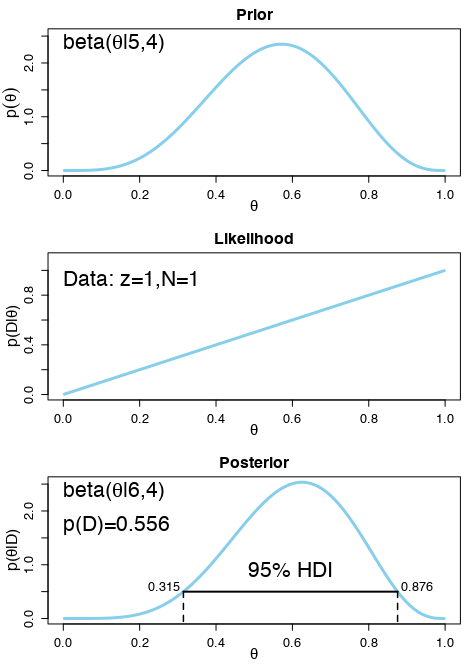 Prior
beta(θ|5,4)
p(θ)
0.0 1.0 2.0
0.0 0.2 0.4 0.6 0.8 1.0
θ
Likelihood
Data: z=1,N=1
p(D|θ)
0.0 0.4 0.8
0.0 0.2 0.4 0.6 0.8 1.0
θ
Posterior
beta(θ|6,4)
p(D)=0.556
95% HDI
0.315 0.876
p(θ|D)
0.0 1.0 2.0
0.0 0.2 0.4 0.6 0.8 1.0
θ